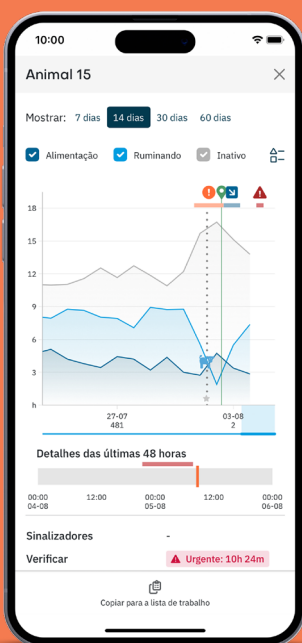 10:00
Animal 15
Mostrar: 7 dias 14 dias 30 dias 60 dias
Alimentação Ruminando Inativo
18
15
12
9
6
3
h
27-07 03-08
481 2
Detalhes das últimas 48 horas
00:00 12:00 00:00 12:00 00:00
04-08 05-08 06-08
Sinalizadores -
Verificar Urgente: 10h 24m
Copiar para a lista de trabalho